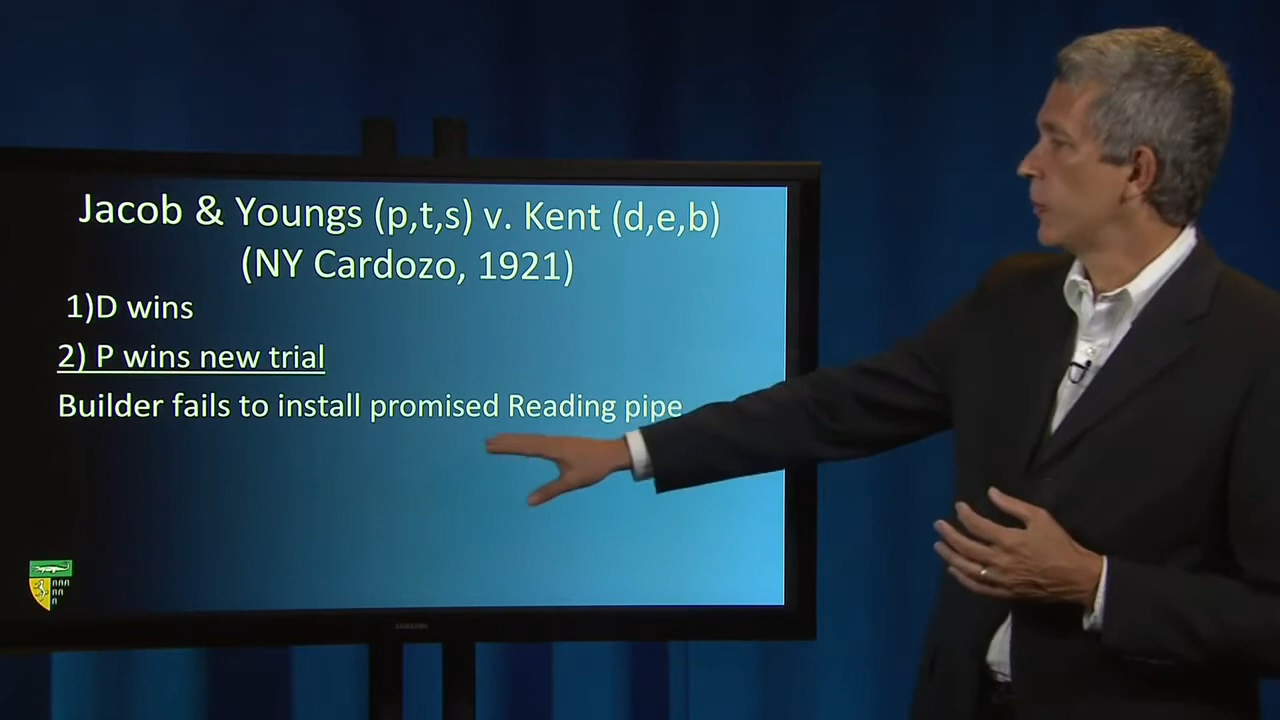 Jacob & Youngs (p,t,s) v. Kent (d,e,b)
(NY Cardozo, 1921)
1)D wins
2) P wins new trial
Builder fails to install promised Reading pipe
SAMSUNG